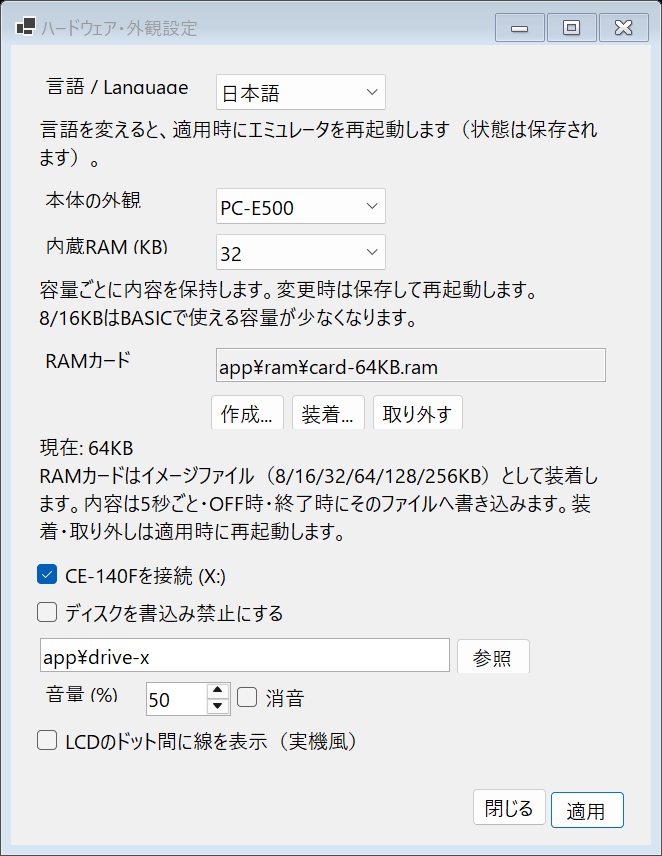 ハードウェア・外観設定
言語 / Language
日本語
言語を変えると、適用時にエミュレータを再起動します（状態は保存され
ます）。
本体の外観
PC-E500
内蔵RAM (KB)
32
容量ごとに内容を保持します。変更時は保存して再起動します。
8/16KBはBASICで使える容量が少なくなります。
RAMカード
app¥ram¥card-64KB.ram
作成...
装着...
取り外す
現在: 64KB
RAMカードはイメージファイル（8/16/32/64/128/256KB）として装着し
ます。内容は5秒ごと・OFF時・終了時にそのファイルへ書き込みます。装
着・取り外しは適用時に再起動します。
CE-140Fを接続 (X:)
ディスクを書込み禁止にする
app¥drive-x
参照
音量 (%)
50
消音
LCDのドット間に線を表示（実機風）
閉じる
適用